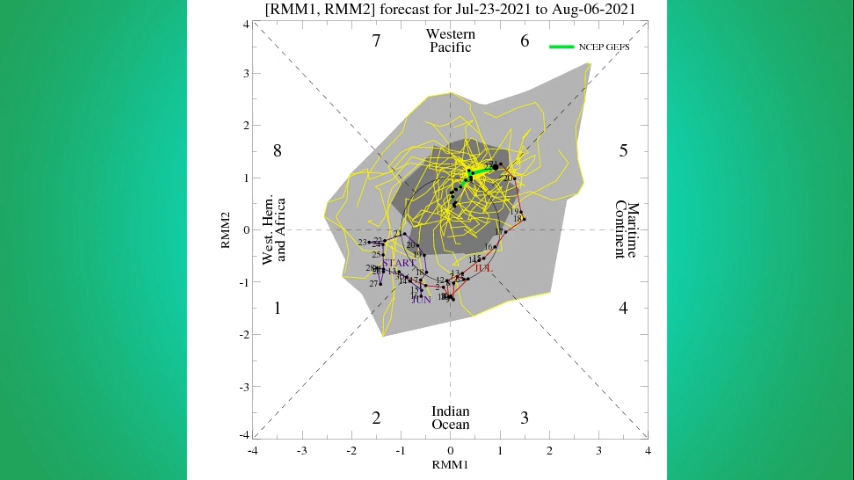 [RMM1, RMM2] forecast for Jul-23-2021 to Aug-06-2021
NCEP GEFS
7
Western
Pacific
6
8
5
West. Hem.
and Africa
Maritime
Continent
1
4
2
Indian
Ocean
3
START
JUN
JUL
RMM2
4
3
2
1
0
-1
-2
-3
-4
-4
-3
-2
-1
0
1
2
3
4
RMM1